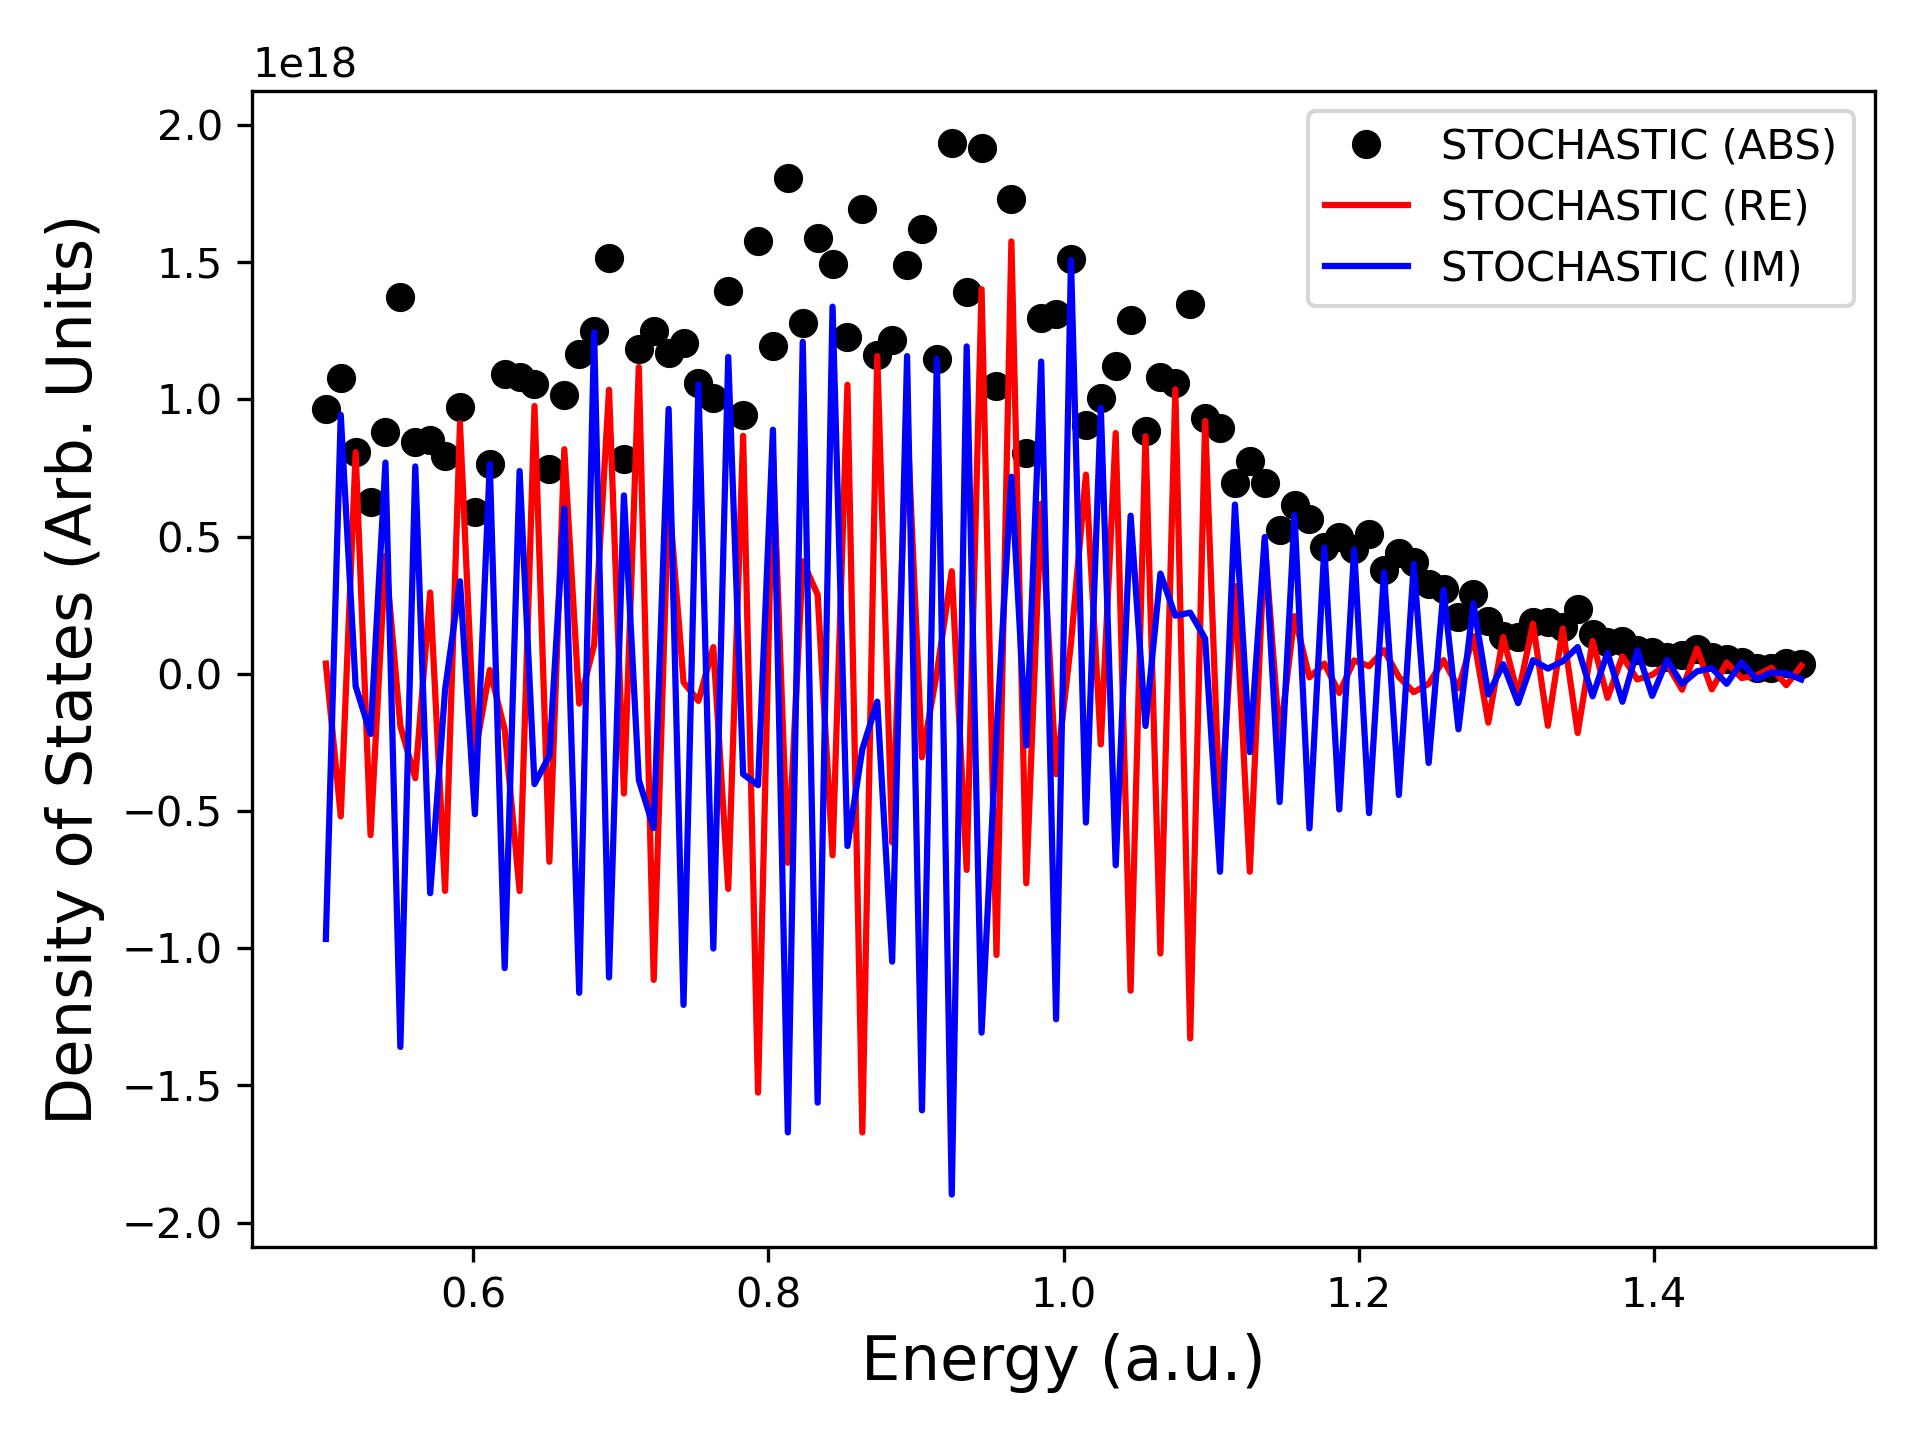 1e18
2.0
1.5
1.0
0.5
0.0
−0.5
−1.0
−1.5
−2.0
Density of States (Arb. Units)
STOCHASTIC (ABS)
STOCHASTIC (RE)
STOCHASTIC (IM)
0.6 0.8 1.0 1.2 1.4
Energy (a.u.)